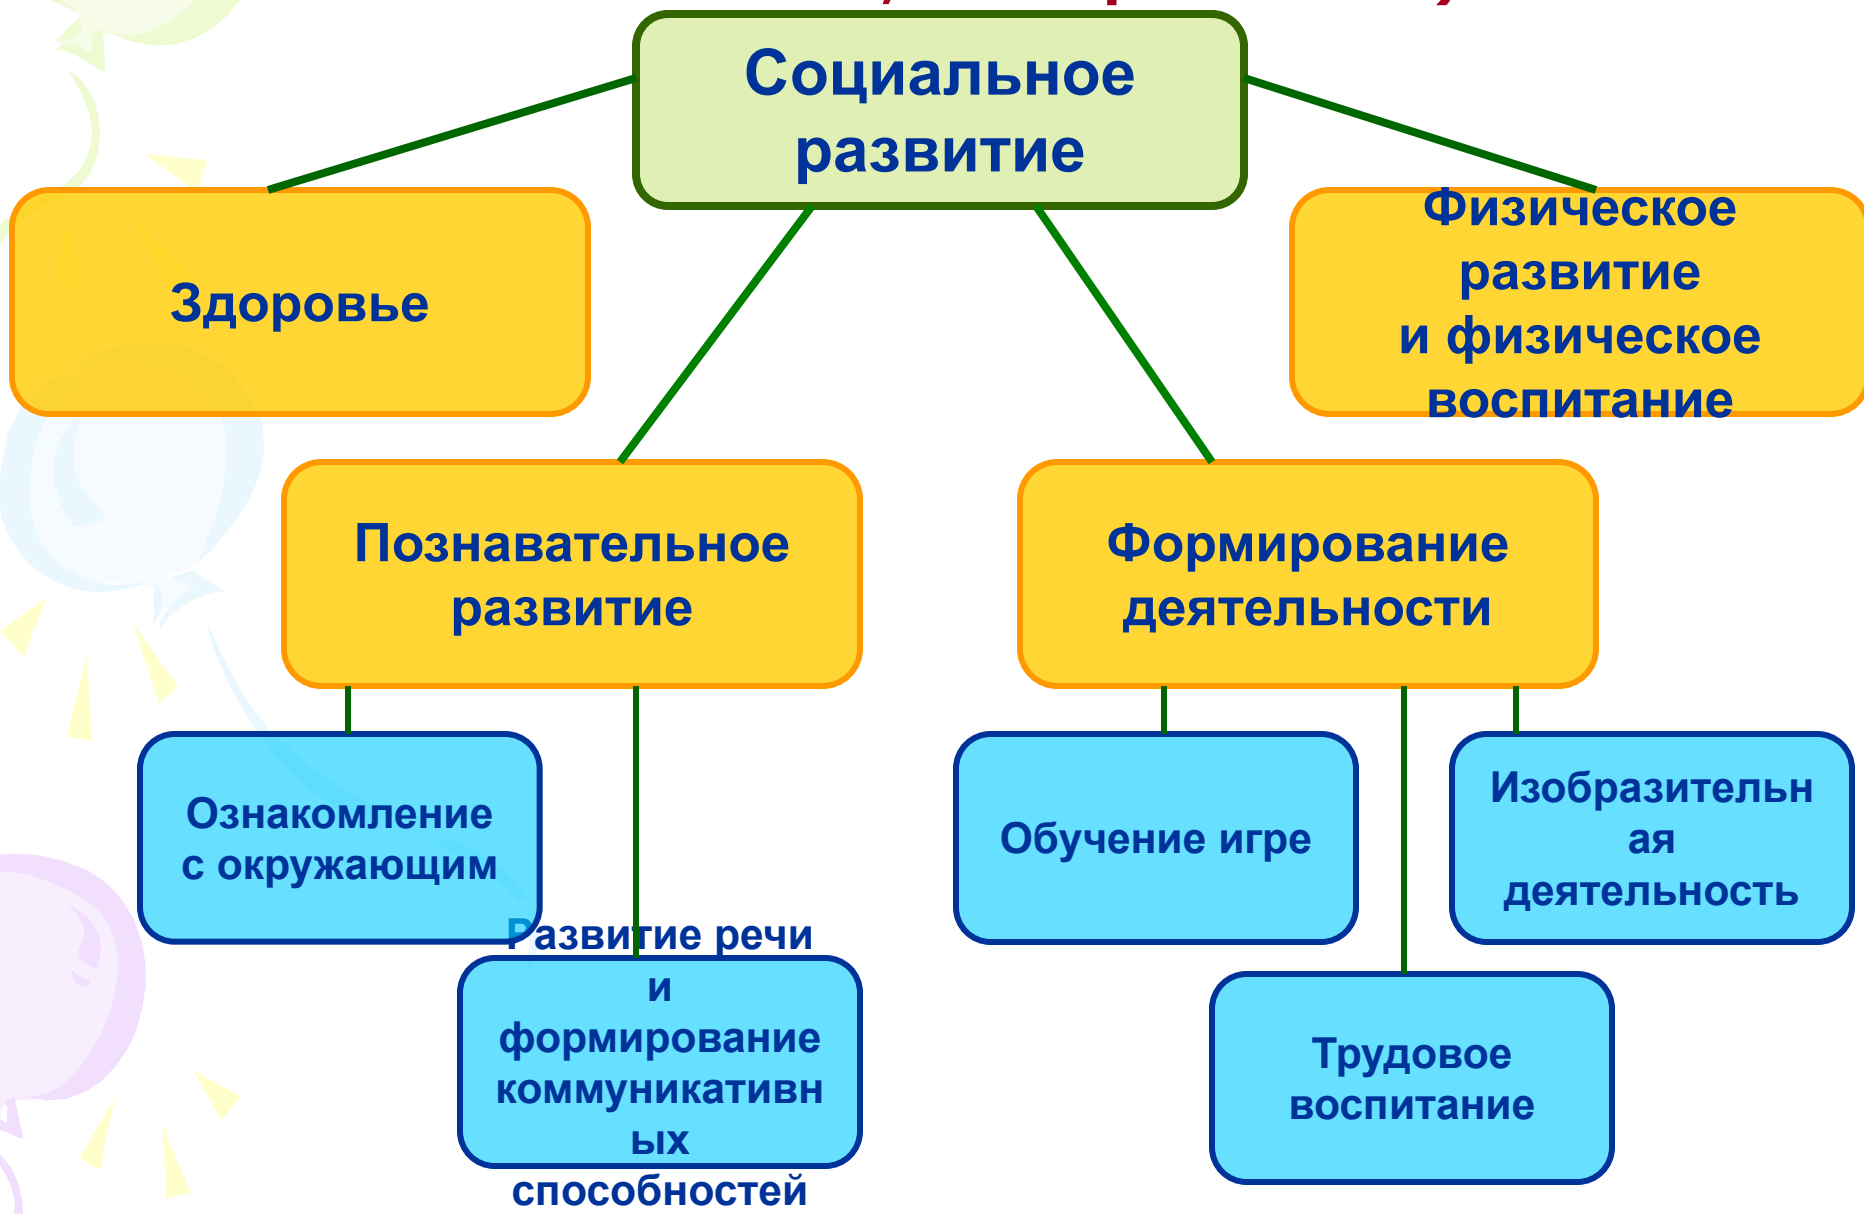 Социальное
развитие
Здоровье
Физическое
развитие
и физическое
воспитание
Познавательное
развитие
Формирование
деятельности
Ознакомление
с окружающим
Развитие речи
и
формирование
коммуникативн
ых
способностей
Обучение игре
Изобразительн
ая
деятельность
Трудовое
воспитание